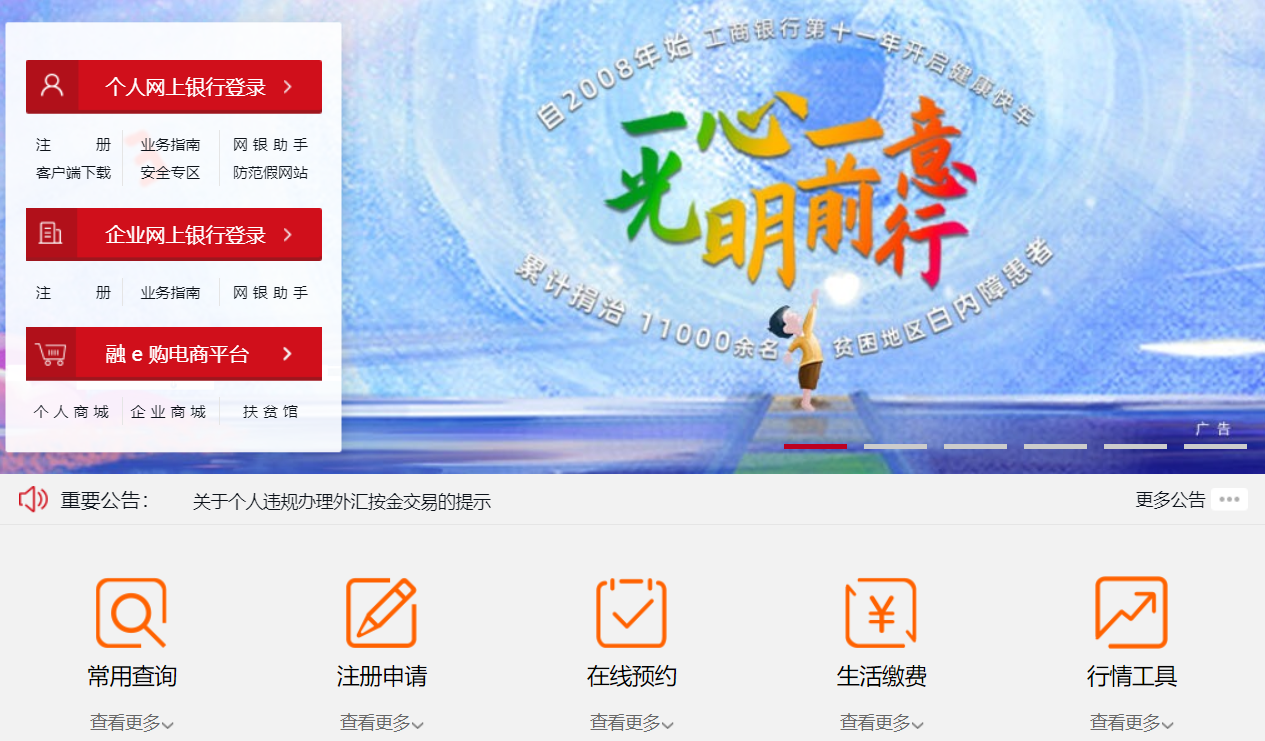 个人网上银行登录
注 册 业务指南 网银助手
客户端下载 安全专区 防范假网站
企业网上银行登录
注 册 业务指南 网银助手
融 e 购电商平台
个人商城 企业商城 扶贫馆
自2008年始 工商银行第十一年开启健康快车
一心一意
光明前行
累计捐治 11000余名 贫困地区白内障患者
广告
重要公告： 关于个人违规办理外汇按金交易的提示 更多公告
常用查询 注册申请 在线预约 生活缴费 行情工具
查看更多 查看更多 查看更多 查看更多 查看更多